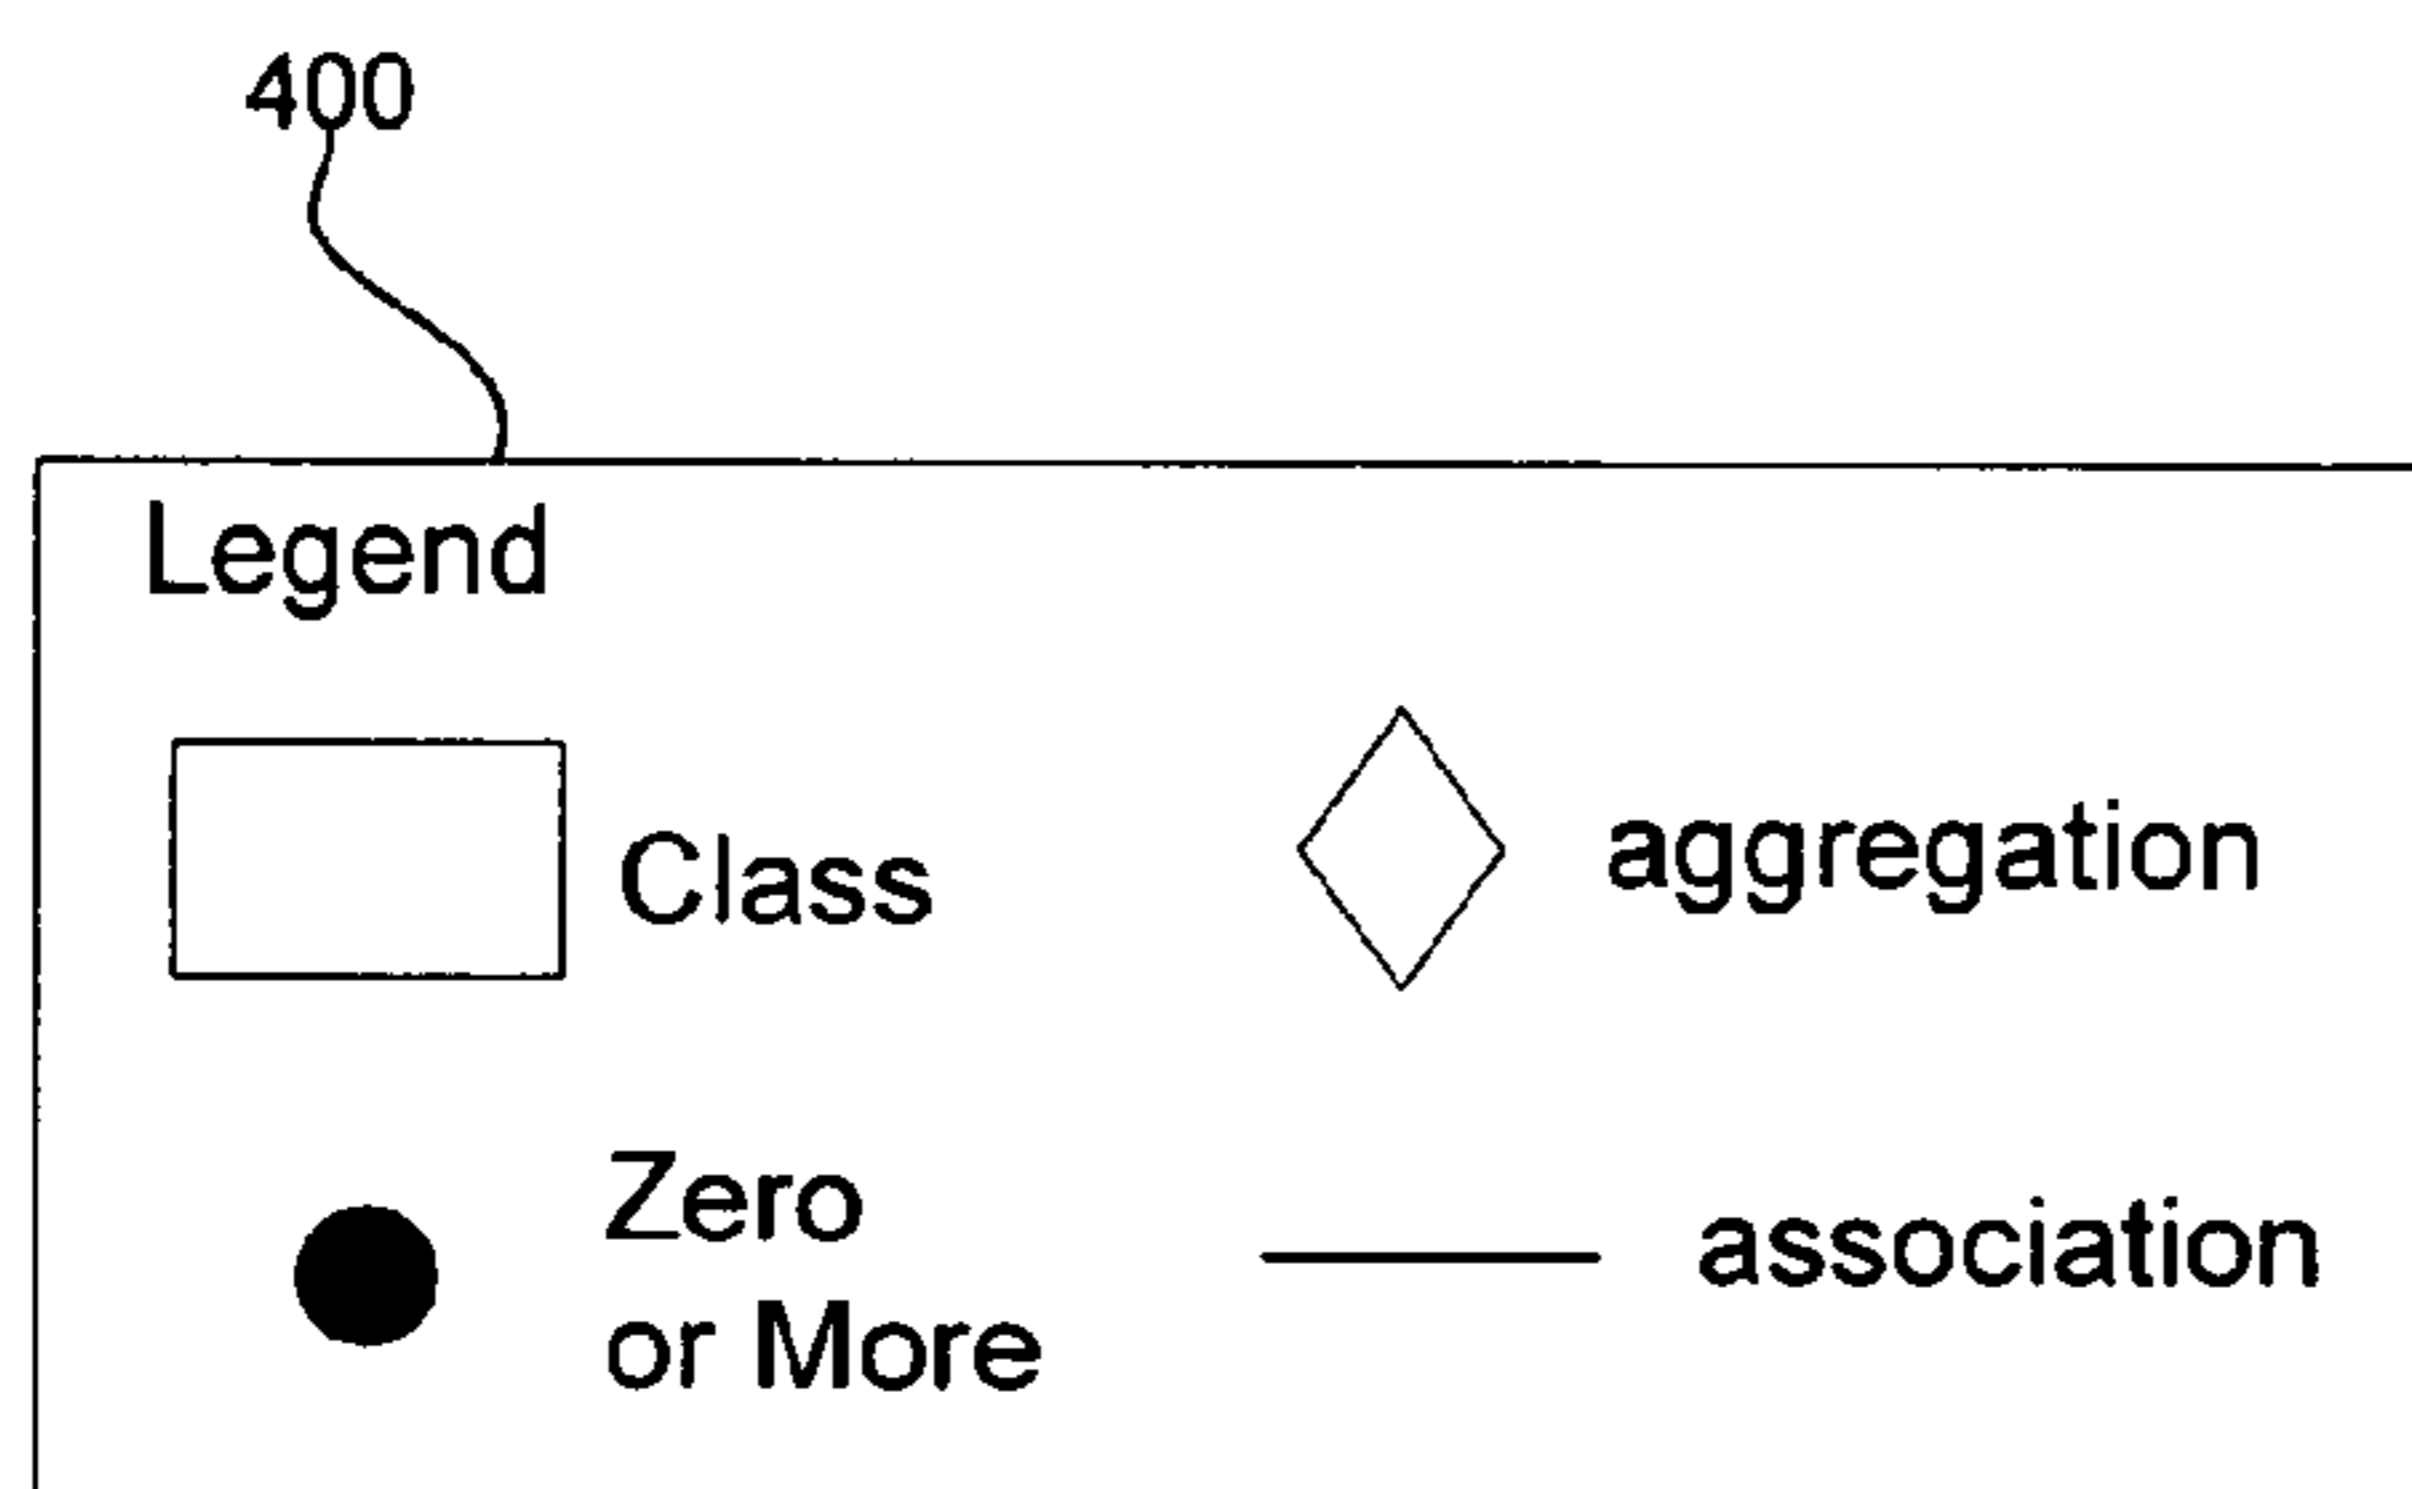 400
Legend
Class
aggregation
Zero
or More
association